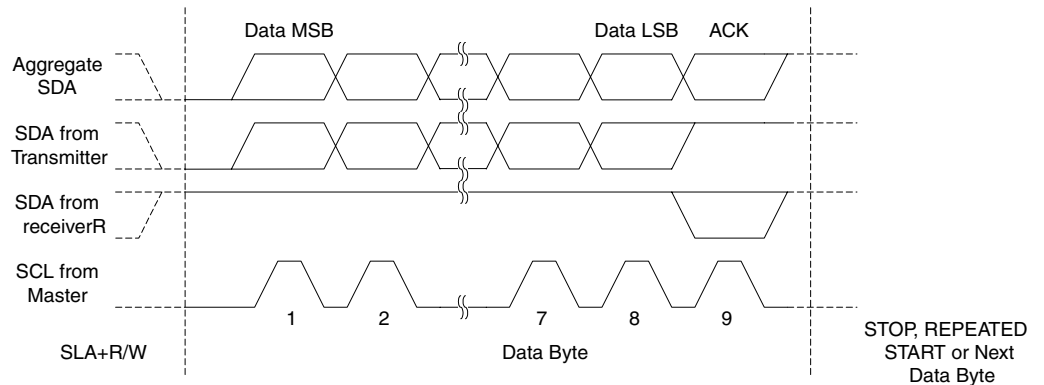 Data MSB
Data LSB
ACK
Aggregate
SDA
SDA from
Transmitter
SDA from
receiverR
SCL from
Master
1
2
7
8
9
SLA+R/W
Data Byte
STOP, REPEATED
START or Next
Data Byte